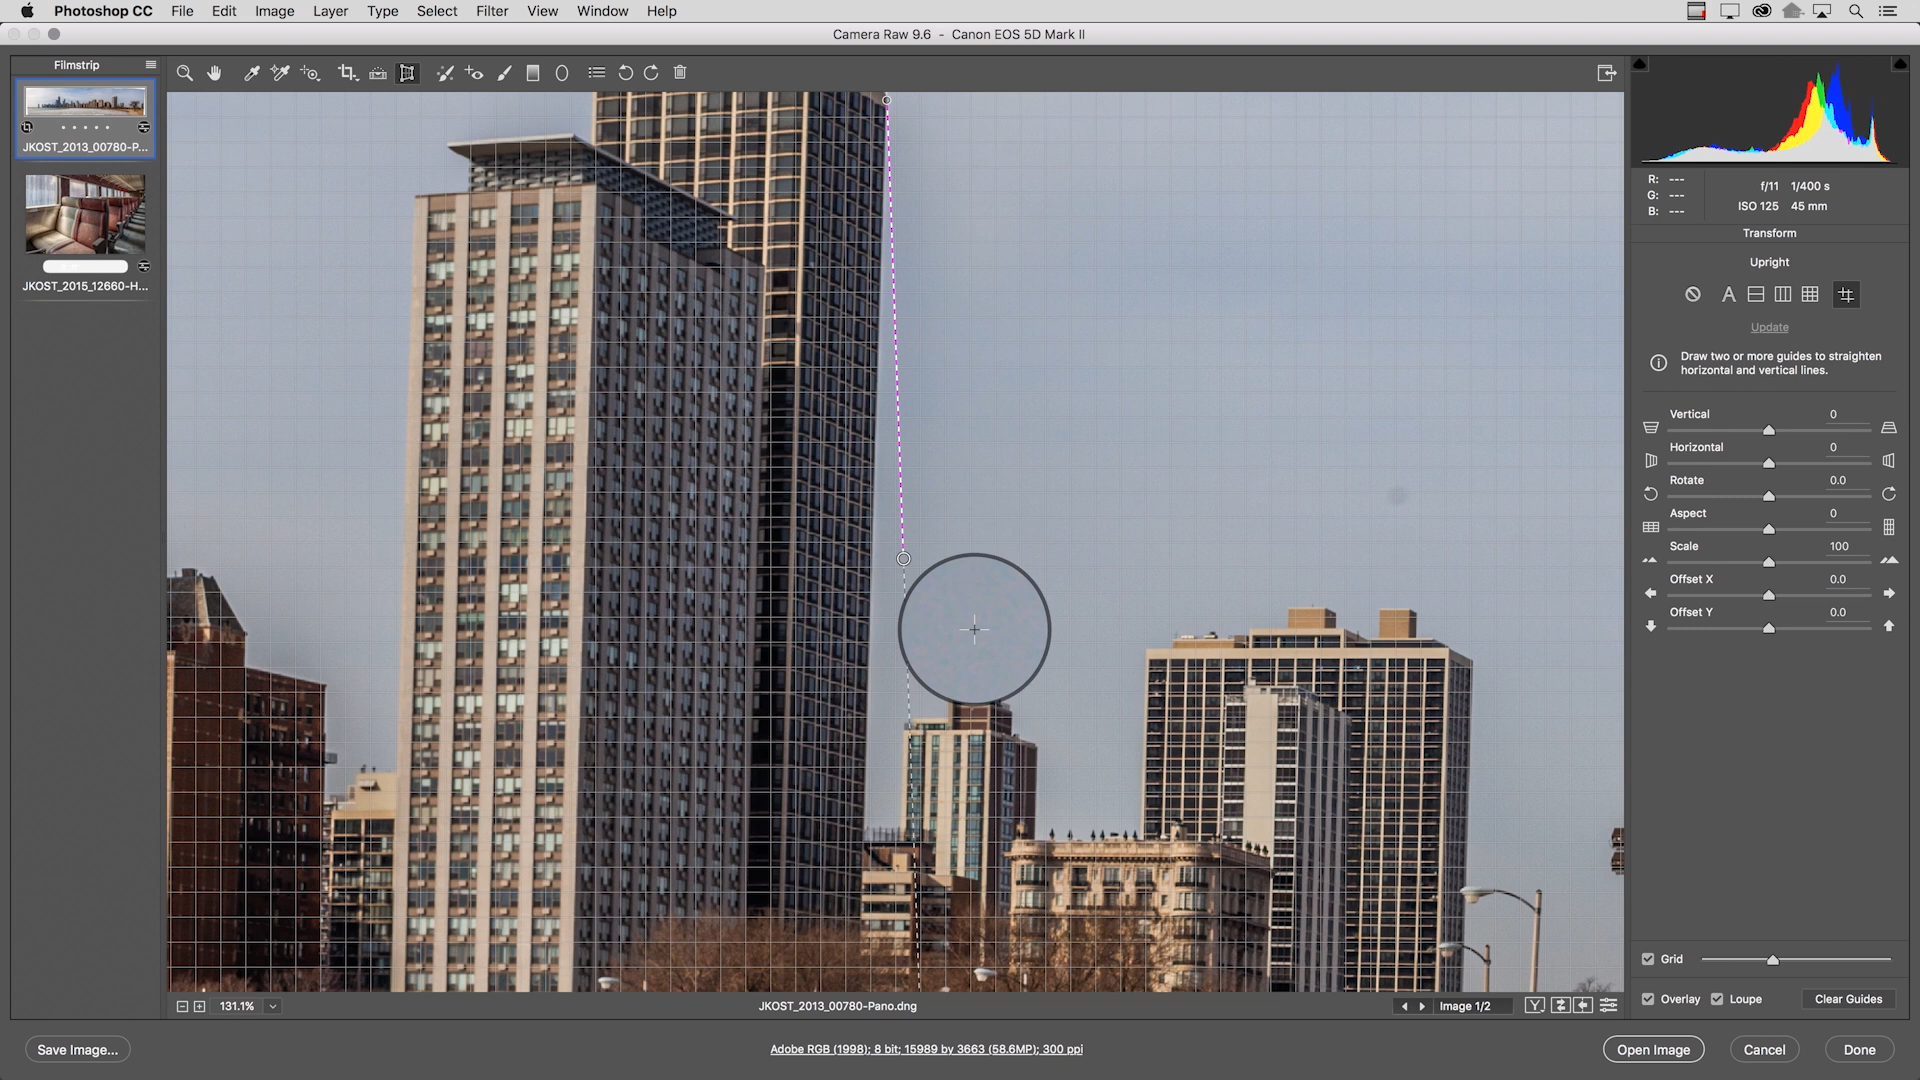 Photoshop CC File Edit Image Layer Type Select Filter View Window Help
Camera Raw 9.6 - Canon EOS 5D Mark II
Filmstrip
JKOST_2013_00780-P...
JKOST_2015_12660-H...
R: ---
G: ---
B: ---
f/11 1/400 s
ISO 125 45 mm
Transform
Upright
A
Update
Draw two or more guides to straighten
horizontal and vertical lines.
Vertical 0
Horizontal 0
Rotate 0.0
Aspect 0
Scale 100
Offset X 0.0
Offset Y 0.0
Grid
Overlay Loupe Clear Guides
131.1%
JKOST_2013_00780-Pano.dng
Image 1/2
Y
Save Image...
Adobe RGB (1998); 8 bit; 15989 by 3663 (58.6MP); 300 ppi
Open Image Cancel Done